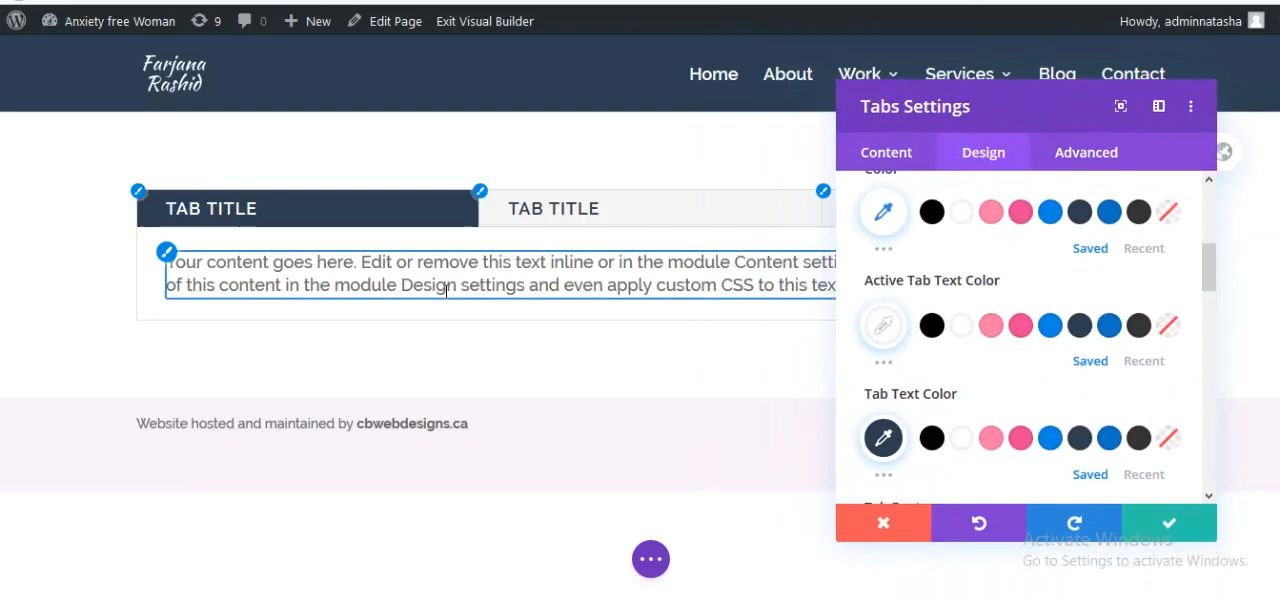 Anxiety free Woman 9 0 New Edit Page Exit Visual Builder Howdy, adminnatasha
Farjana
Rashid
Home About Work Services Blog Contact
Tabs Settings
Content Design Advanced
Color
TAB TITLE TAB TITLE
Saved Recent
Your content goes here. Edit or remove this text inline or in the module Content setti
of this content in the module Design settings and even apply custom CSS to this tex
Active Tab Text Color
Saved Recent
Tab Text Color
Website hosted and maintained by cbwebdesigns.ca
Saved Recent
Activate Windows
Go to Settings to activate Windows.